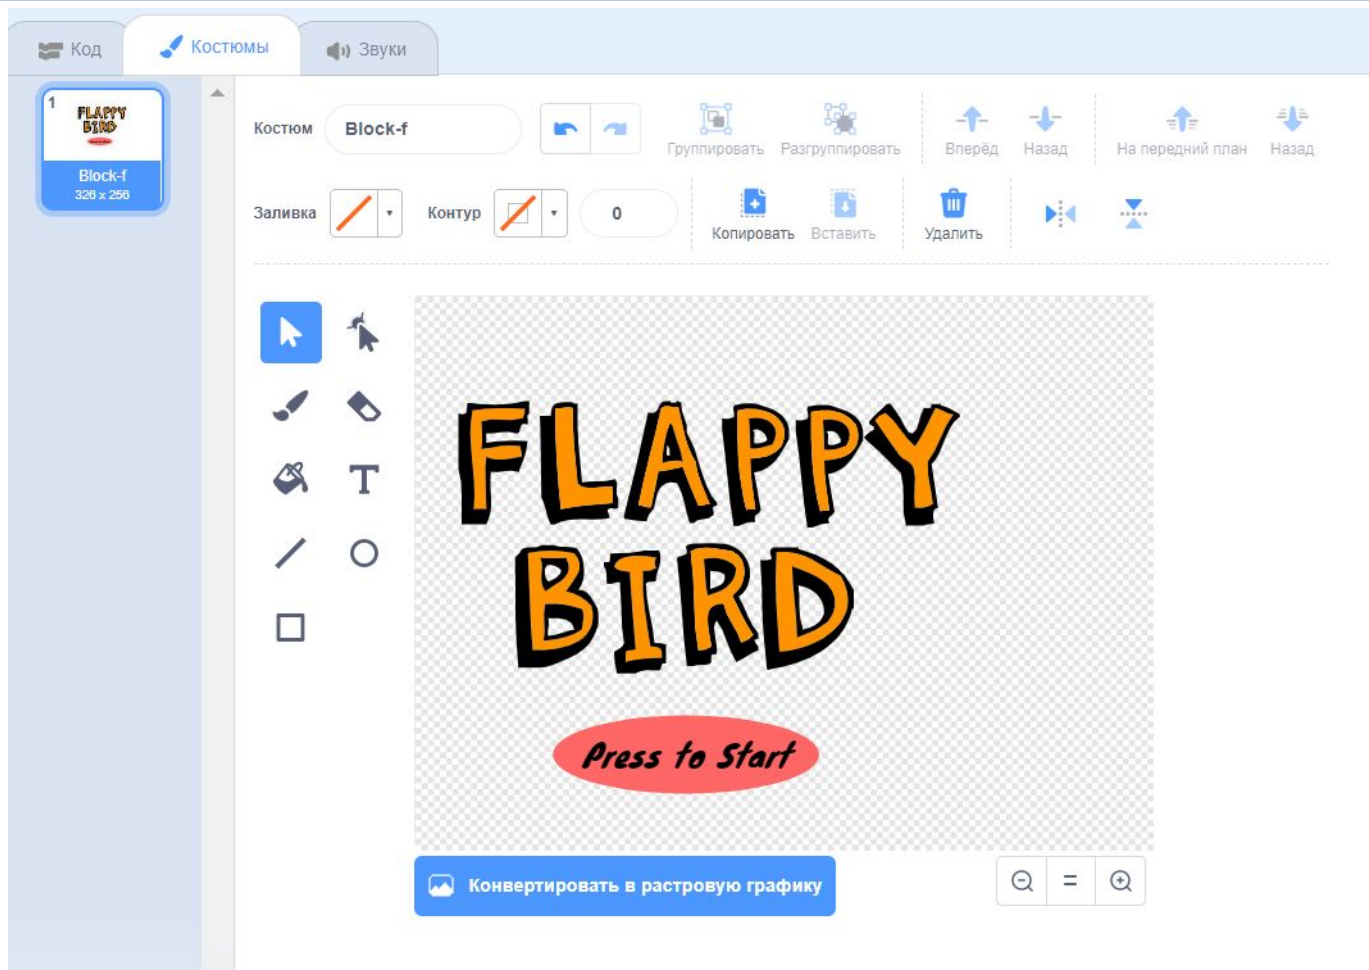 Код
Костюмы
Звуки
1
FLAPPY
BIRD
Block-f
326 x 256
Костюм
Block-f
Группировать
Разгруппировать
Вперёд
Назад
На передний план
Назад
Заливка
Контур
0
Копировать
Вставить
Удалить
T
FLAPPY
BIRD
Press to Start
Конвертировать в растровую графику
=